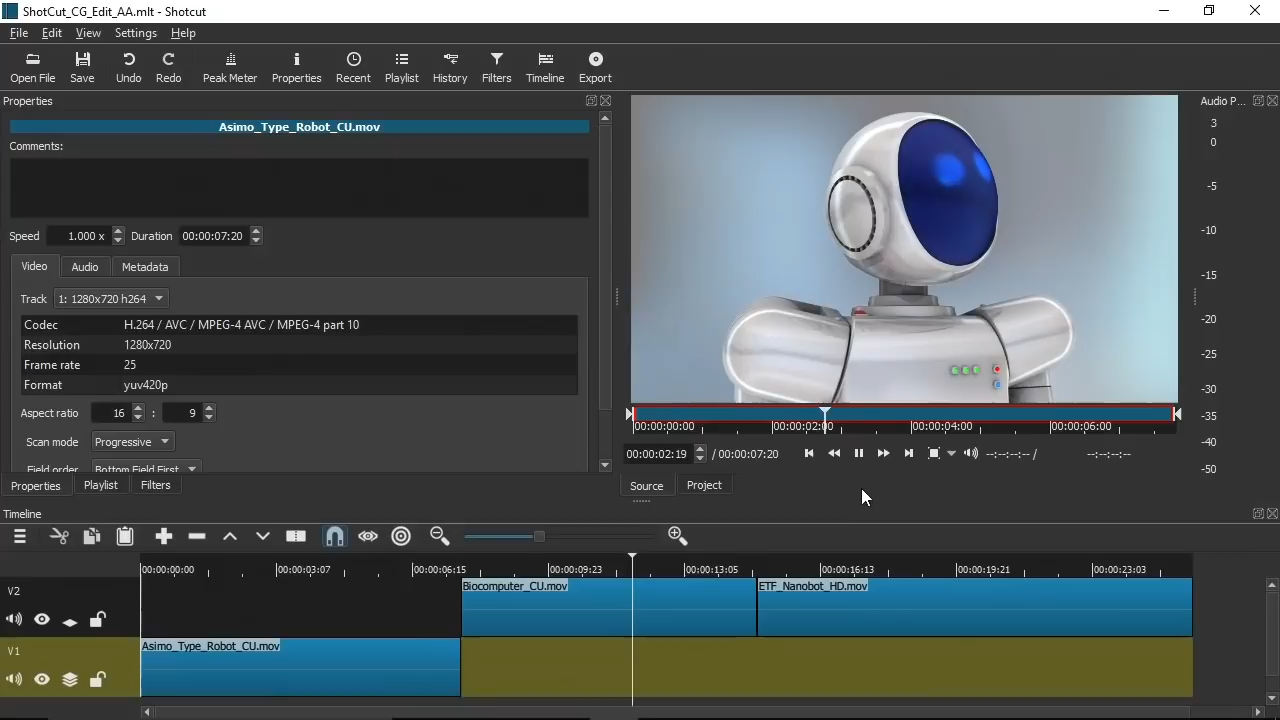 ShotCut_CG_Edit_AA.mlt - Shotcut
File Edit View Settings Help
Open File Save Undo Redo Peak Meter Properties Recent Playlist History Filters Timeline Export
Properties
Audio P...
Asimo_Type_Robot_CU.mov
Comments:
Speed 1.000 x Duration 00:00:07:20
Video Audio Metadata
Track 1: 1280x720 h264
Codec H.264 / AVC / MPEG-4 AVC / MPEG-4 part 10
Resolution 1280x720
Frame rate 25
Format yuv420p
Aspect ratio 16 : 9
Scan mode Progressive
Field order Bottom Field First
Properties Playlist Filters
3
0
-5
-10
-15
-20
-25
-30
-35
-40
-50
00:00:00:00 00:00:02:00 00:00:04:00 00:00:06:00
00:00:02:19 / 00:00:07:20 --:--:--:-- / --:--:--:--
Source Project
Timeline
00:00:00:00 00:00:03:07 00:00:06:15 00:00:09:23 00:00:13:05 00:00:16:13 00:00:19:21 00:00:23:03
V2 Biocomputer_CU.mov ETF_Nanobot_HD.mov
V1 Asimo_Type_Robot_CU.mov